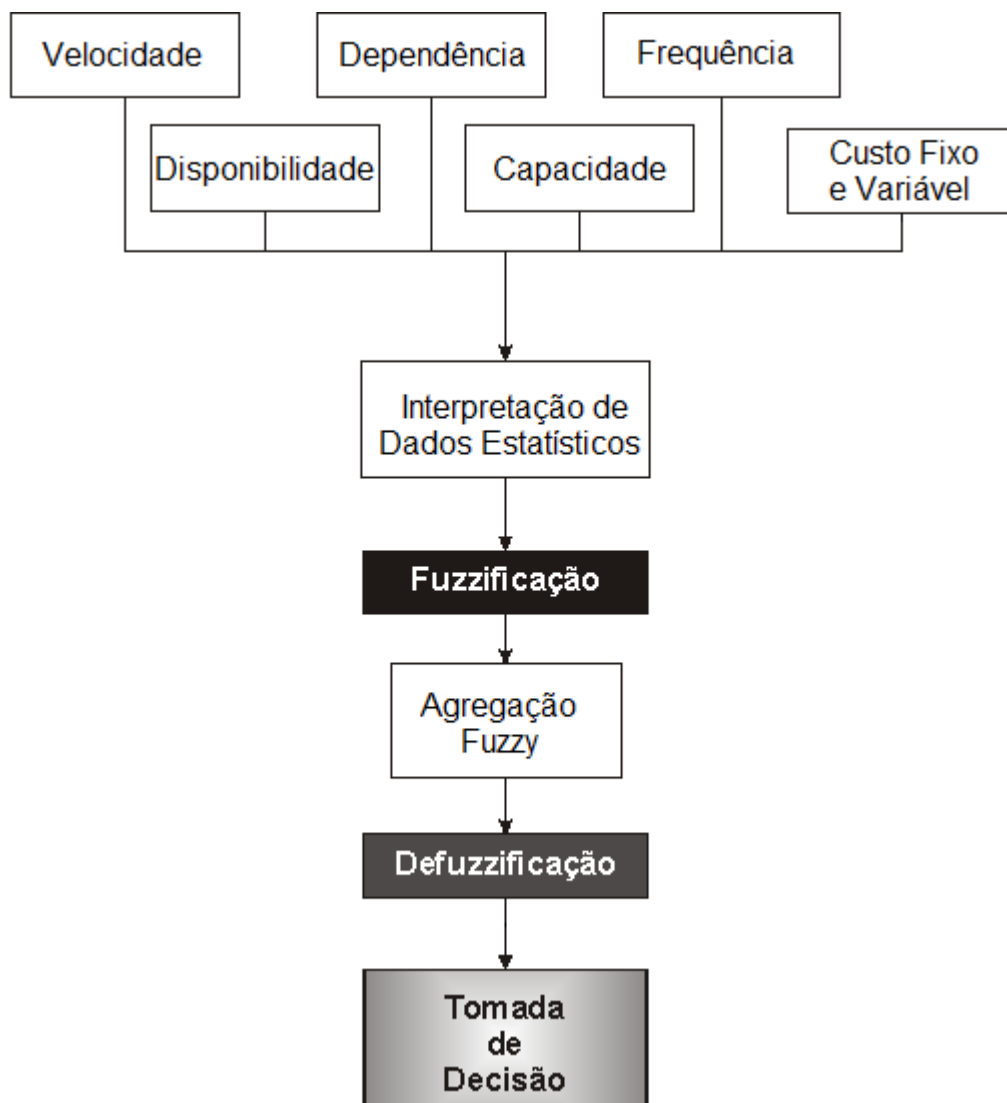 Velocidade
Dependência
Frequência
Disponibilidade
Capacidade
Custo Fixo
e Variável
Interpretação de
Dados Estatísticos
Fuzzificação
Agregação
Fuzzy
Defuzzificação
Tomada
de
Decisão